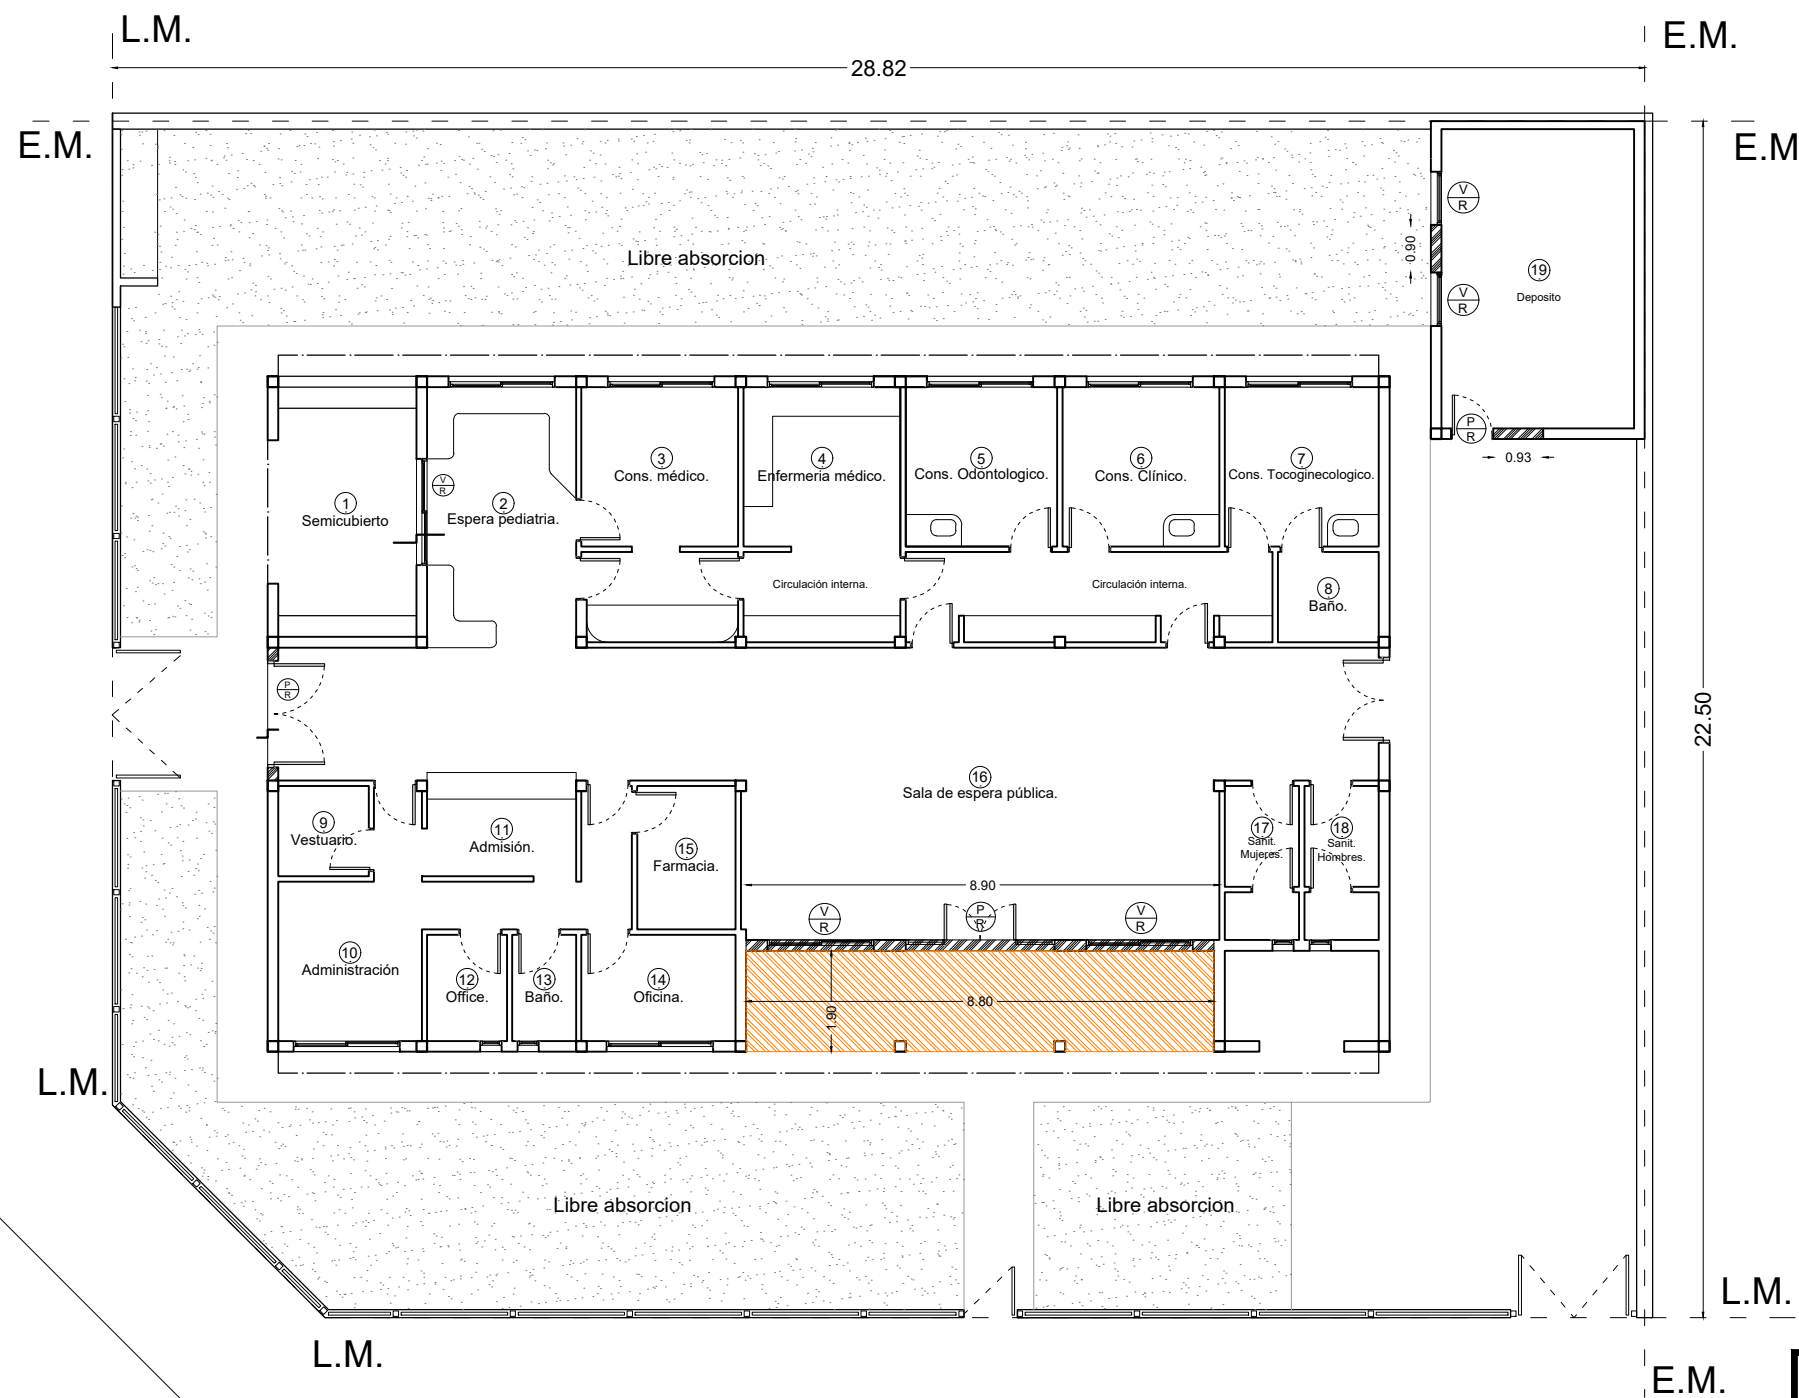 L.M.
E.M.
28.82
E.M.
E.M
V
R
0.90
Libre absorcion
19
Deposito
V
R
P
R
0.93
1
Semicubierto
V
R
2
Espera pediatria.
3
Cons. médico.
4
Enfermeria médico.
5
Cons. Odontologico.
6
Cons. Clínico.
7
Cons. Tocoginecologico.
Circulación interna.
Circulación interna.
8
Baño.
P
R
22.50
16
Sala de espera pública.
9
Vestuario.
11
Admisión.
15
Farmacia.
17
Sanit.
Mujeres.
18
Sanit.
Hombres.
8.90
V
R
P
R
V
R
10
Administración
12
Office.
13
Baño.
14
Oficina.
1.90
8.80
L.M.
Libre absorcion
Libre absorcion
L.M.
L.M.
E.M.